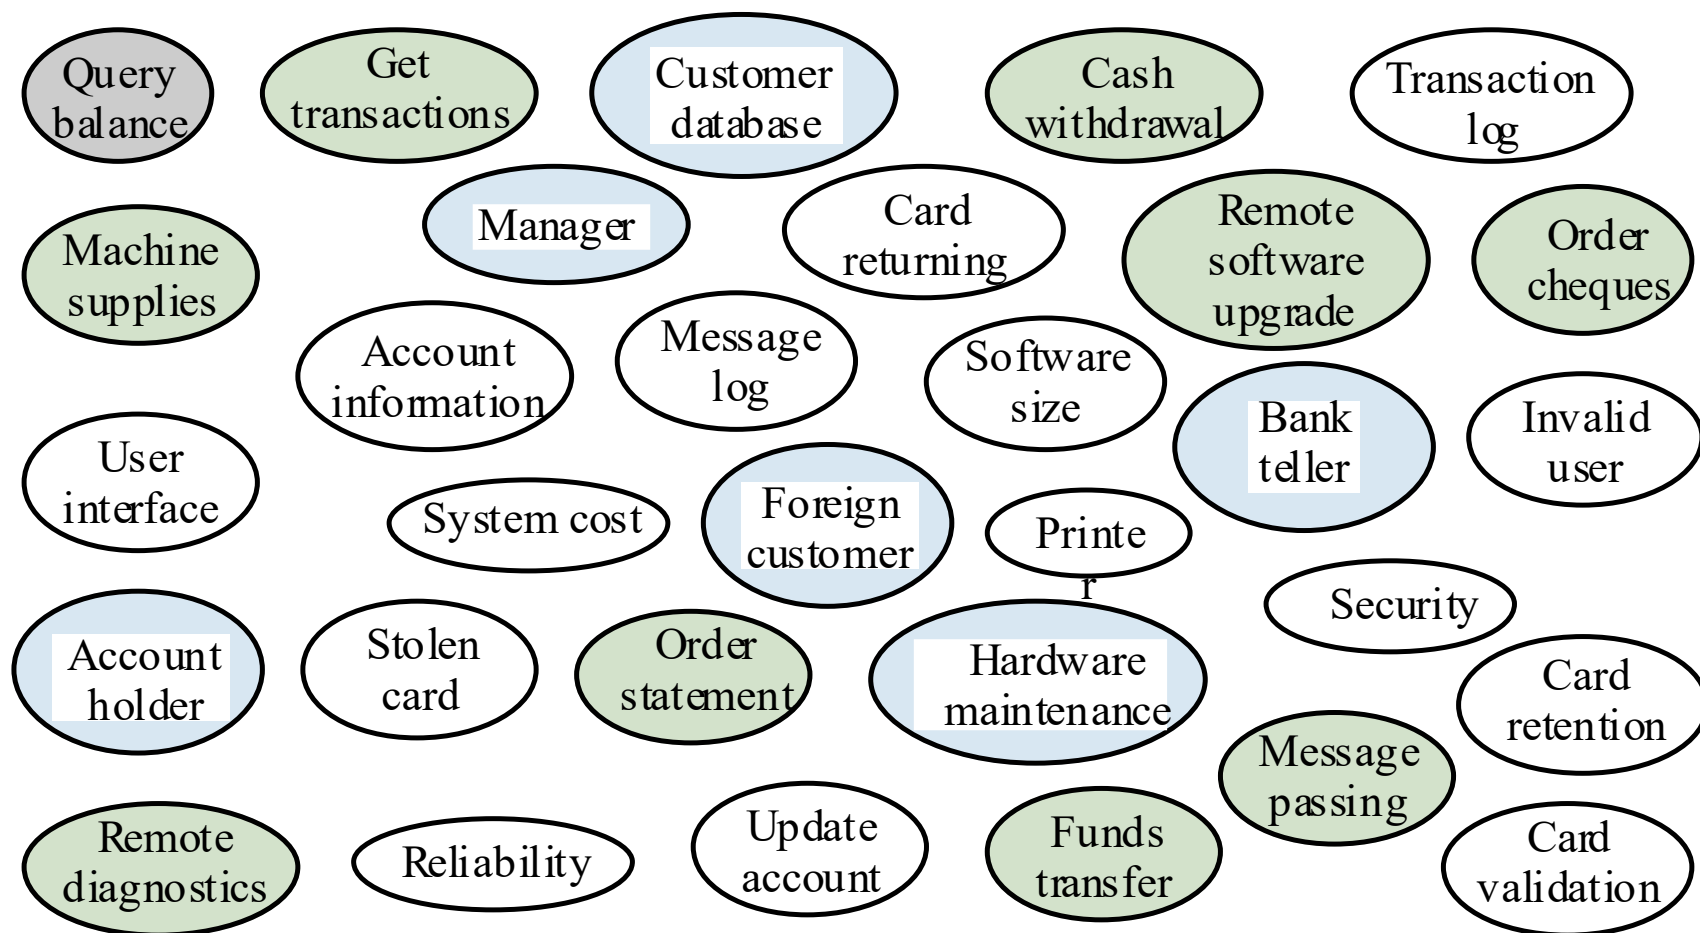 Query
balance
Get
transactions
Customer
database
Cash
withdrawal
Transaction
log
Machine
supplies
Manager
Card
returning
Remote
software
upgrade
Order
cheques
Account
information
Message
log
Software
size
Bank
teller
Invalid
user
User
interface
System cost
Foreign
customer
Printe
r
Security
Account
holder
Stolen
card
Order
statement
Hardware
maintenance
Card
retention
Message
passing
Remote
diagnostics
Reliability
Update
account
Funds
transfer
Card
validation